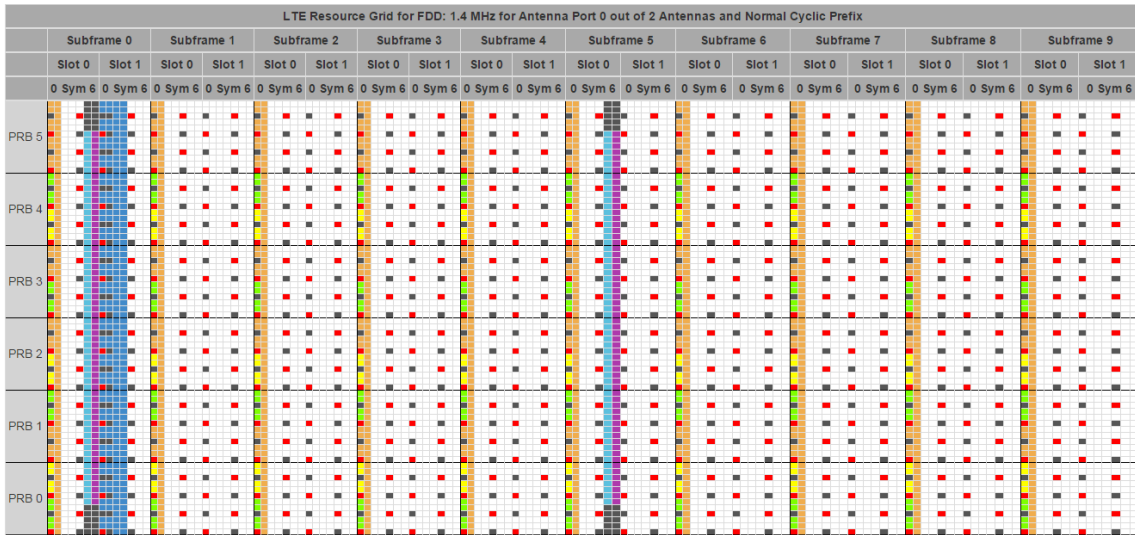 LTE Resource Grid for FDD: 1.4 MHz for Antenna Port 0 out of 2 Antennas and Normal Cyclic Prefix
Subframe 0 Subframe 1 Subframe 2 Subframe 3 Subframe 4 Subframe 5 Subframe 6 Subframe 7 Subframe 8 Subframe 9
Slot 0 Slot 1 Slot 0 Slot 1 Slot 0 Slot 1 Slot 0 Slot 1 Slot 0 Slot 1 Slot 0 Slot 1 Slot 0 Slot 1 Slot 0 Slot 1 Slot 0 Slot 1 Slot 0 Slot 1
0 Sym 6 0 Sym 6 0 Sym 6 0 Sym 6 0 Sym 6 0 Sym 6 0 Sym 6 0 Sym 6 0 Sym 6 0 Sym 6 0 Sym 6 0 Sym 6 0 Sym 6 0 Sym 6 0 Sym 6 0 Sym 6 0 Sym 6 0 Sym 6 0 Sym 6 0 Sym 6
PRB 5
PRB 4
PRB 3
PRB 2
PRB 1
PRB 0